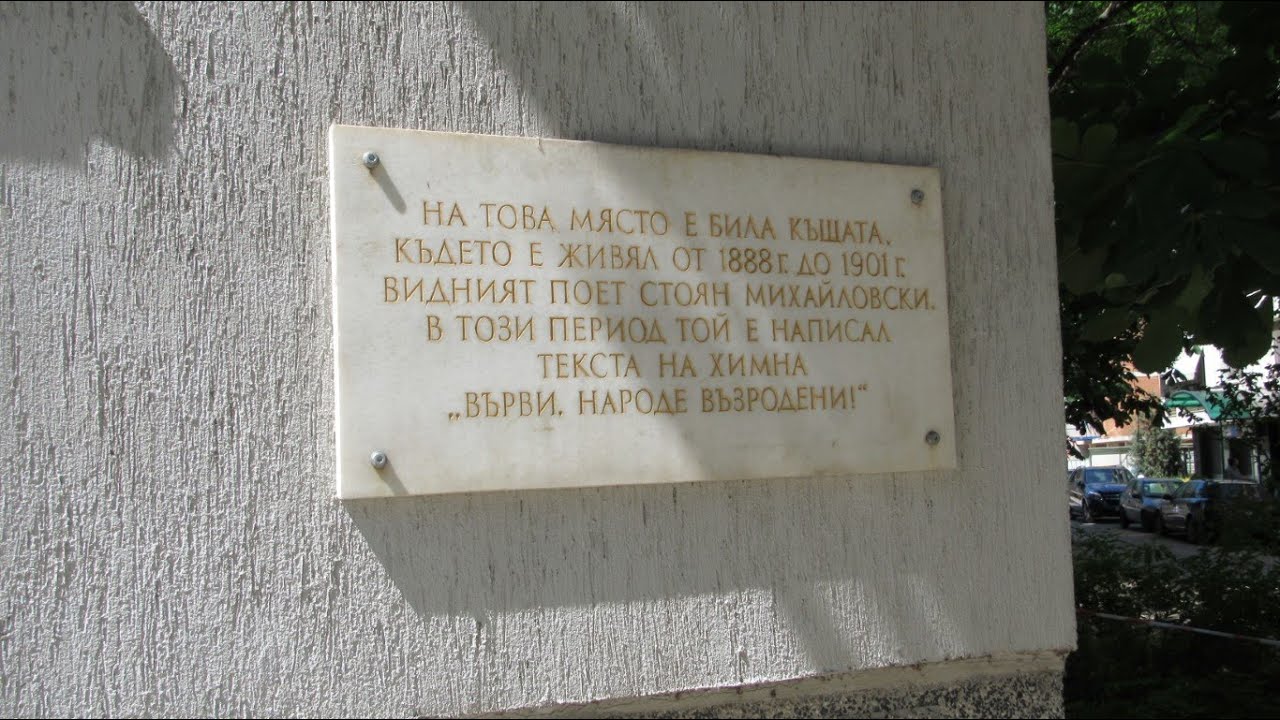 НА ТОВА МЯСТО Е БИЛА КЪЩАТА,
КЪДЕТО Е ЖИВЯЛ ОТ 1888 Г. ДО 1901 Г.
ВИДНИЯТ ПОЕТ СТОЯН МИХАЙЛОВСКИ.
В ТОЗИ ПЕРИОД ТОЙ Е НАПИСАЛ
ТЕКСТА НА ХИМНА
„ВЪРВИ, НАРОДЕ ВЪЗРОДЕНИ!“